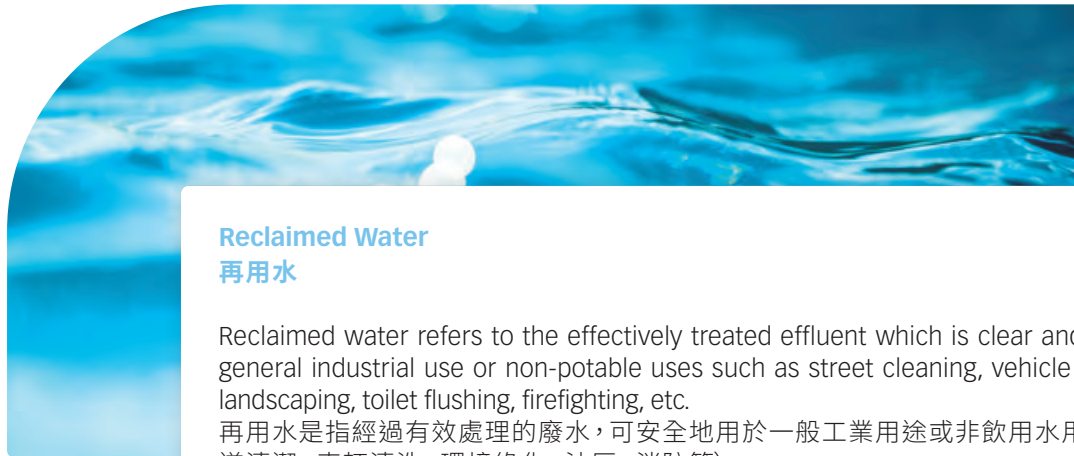 Reclaimed Water
再用水
Reclaimed water refers to the effectively treated effluent which is clear and
general industrial use or non-potable uses such as street cleaning, vehicle
landscaping, toilet flushing, firefighting, etc.
再用水是指經過有效處理的廢水，可安全地用於一般工業用途或非飲用水用